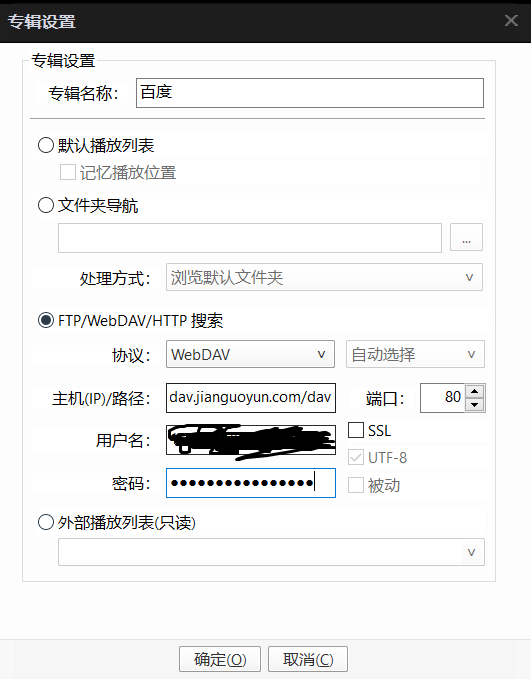 专辑设置
专辑设置
专辑名称： 百度
默认播放列表
记忆播放位置
文件夹导航
...
处理方式： 浏览默认文件夹
FTP/WebDAV/HTTP 搜索
协议： WebDAV 自动选择
主机(IP)/路径： dav.jianguoyun.com/dav 端口： 80
用户名： SSL
UTF-8
密码： ●●●●●●●●●●●●●●●● 被动
外部播放列表(只读)
确定(O) 取消(C)